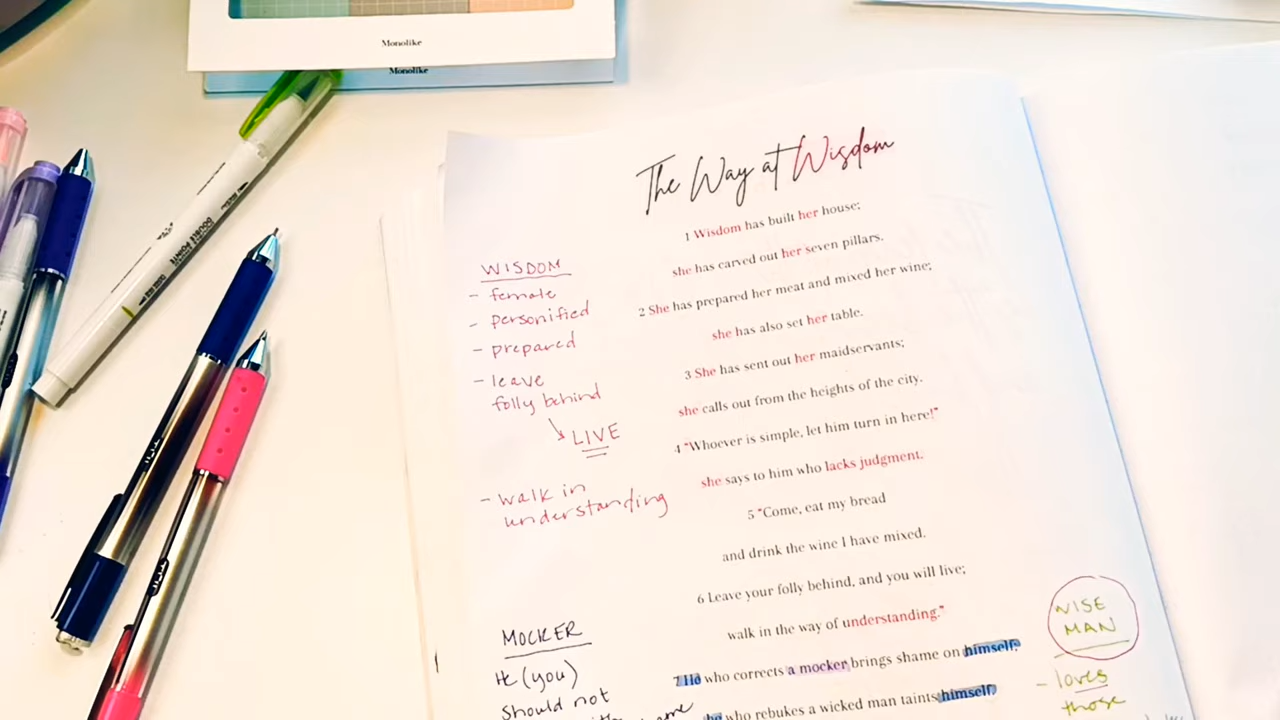 Monolike
Monolike
The Way at Wisdom
1 Wisdom has built her house;
she has carved out her seven pillars.
2 She has prepared her meat and mixed her wine;
she has also set her table.
3 She has sent out her maidservants;
she calls out from the heights of the city.
4 "Whoever is simple, let him turn in here!"
she says to him who lacks judgment.
5 "Come, eat my bread
and drink the wine I have mixed.
6 Leave your folly behind, and you will live;
walk in the way of understanding."
7 He who corrects a mocker brings shame on himself;
he who rebukes a wicked man taints himself.
WISDOM
- female
- personified
- prepared
- leave
folly behind
LIVE
- walk in
understanding
MOCKER
He (you)
should not
WISE
MAN
- loves
those